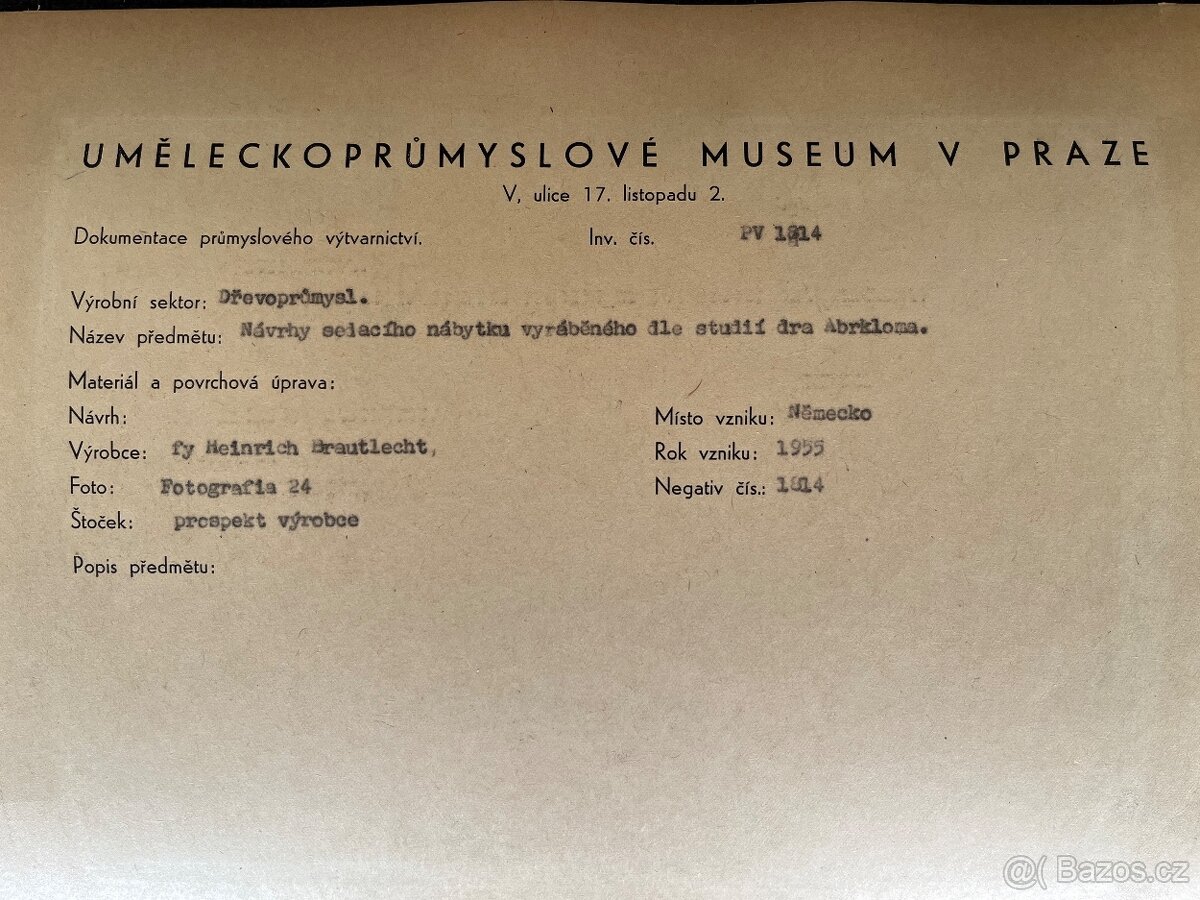 UMĚLECKOPRŮMYSLOVÉ MUSEUM V PRAZE
V, ulice 17. listopadu 2.
Dokumentace průmyslového výtvarnictví. Inv. čís. PV 1814
Výrobní sektor: Dřevoprůmysl.
Název předmětu: Návrhy sedacího nábytku vyráběného dle studií dra Abrkloma.
Materiál a povrchová úprava:
Návrh: Místo vzniku: Německo
Výrobce: fy Heinrich Brautlecht, Rok vzniku: 1955
Foto: Fotografia 24 Negativ čís.: 1814
Štoček: prospekt výrobce
Popis předmětu:
@( Bazos.cz